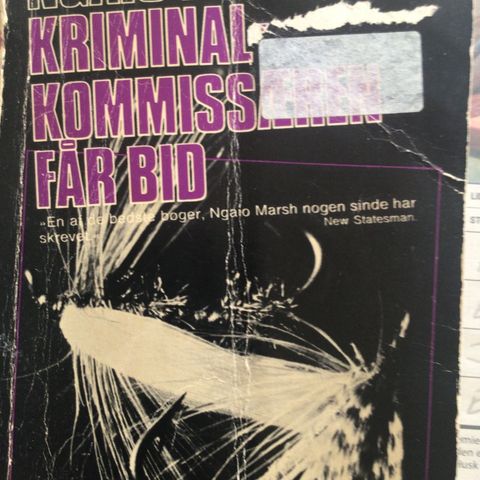 KRIMINAL-
KOMMISSÆREN
FÅR BID
»En af de bedste bøger, Ngaio Marsh nogen sinde har
skrevet.«
New Statesman.